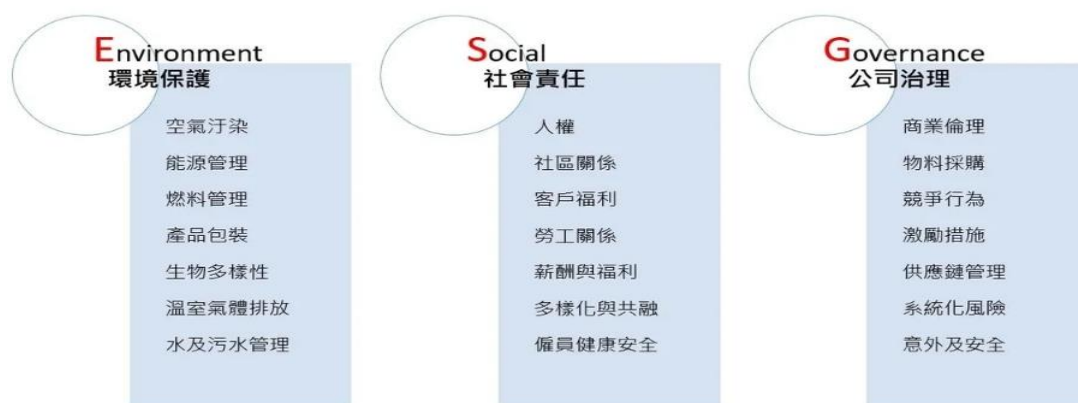 Environment
環境保護
空氣汙染
能源管理
燃料管理
產品包裝
生物多樣性
溫室氣體排放
水及污水管理
Social
社會責任
人權
社區關係
客戶福利
勞工關係
薪酬與福利
多樣化與共融
僱員健康安全
Governance
公司治理
商業倫理
物料採購
競爭行為
激勵措施
供應鏈管理
系統化風險
意外及安全